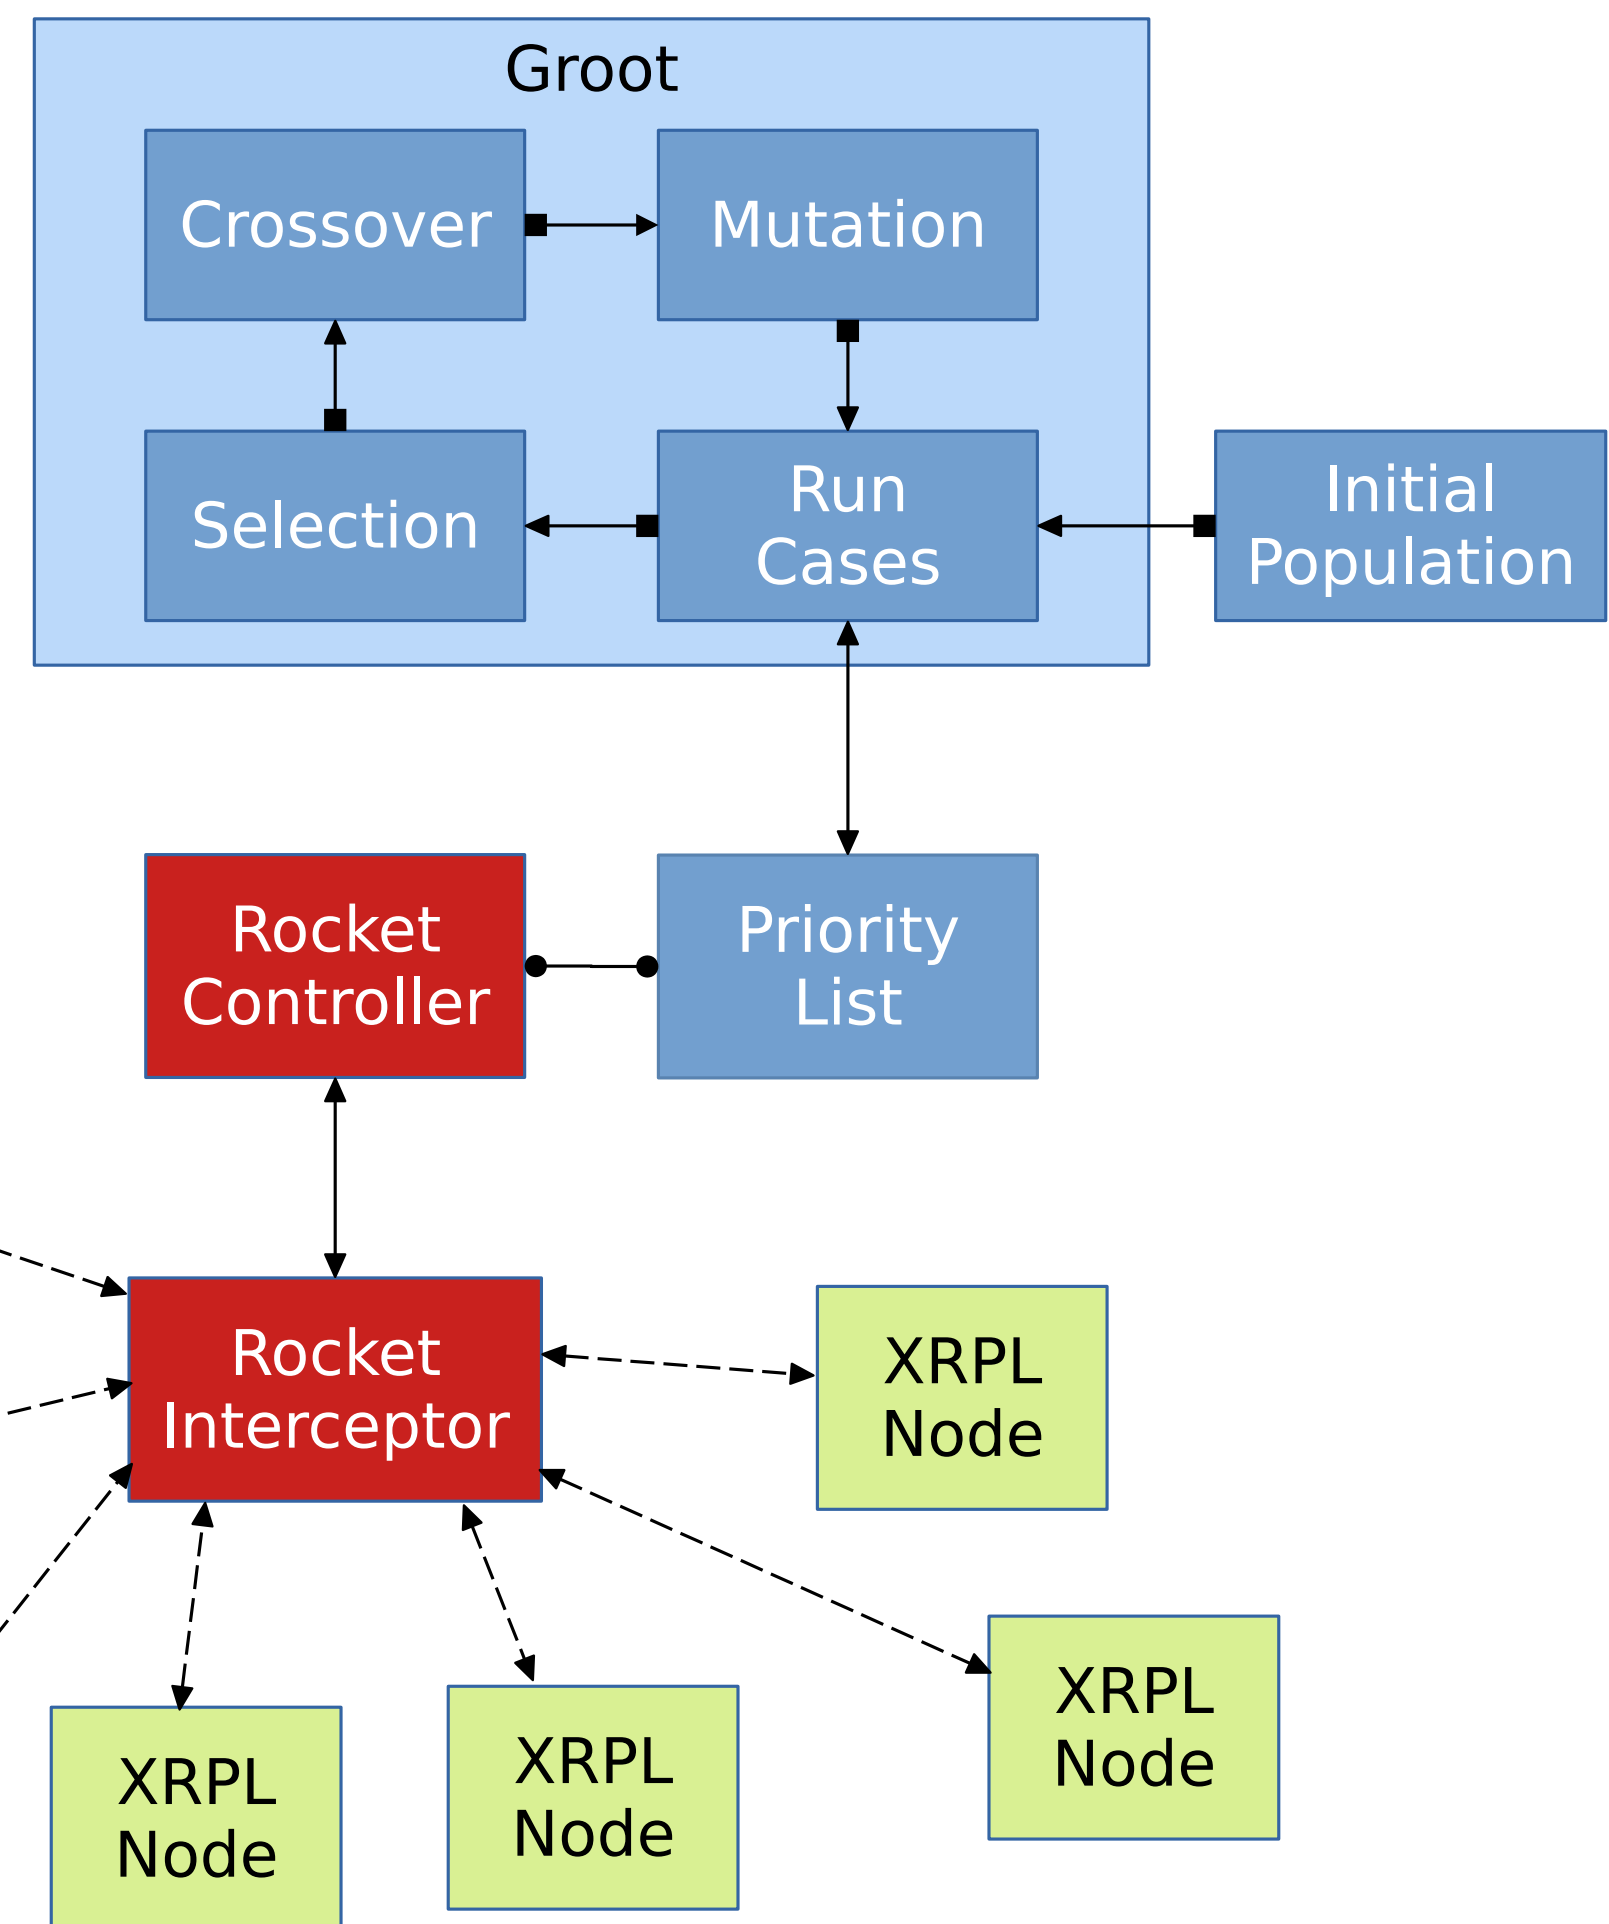 Groot
Crossover
Mutation
Selection
Run
Cases
Initial
Population
Rocket
Controller
Priority
List
Rocket
Interceptor
XRPL
Node
XRPL
Node
XRPL
Node
XRPL
Node